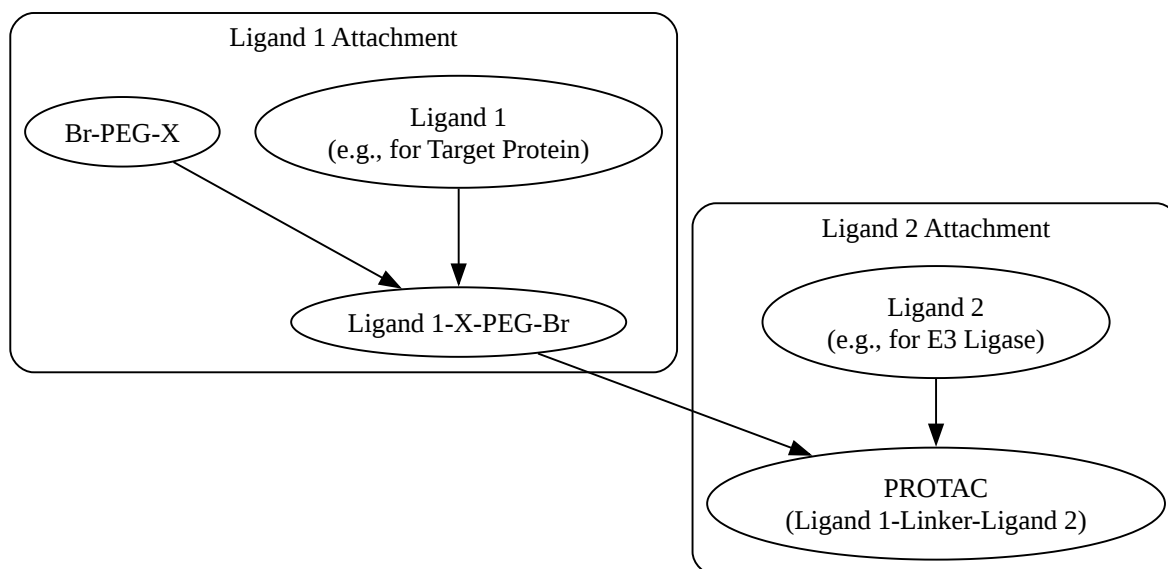 Ligand 1 Attachment
Br-PEG-X
Ligand 1
(e.g., for Target Protein)
Ligand 1-X-PEG-Br
Ligand 2 Attachment
Ligand 2
(e.g., for E3 Ligase)
PROTAC
(Ligand 1-Linker-Ligand 2)